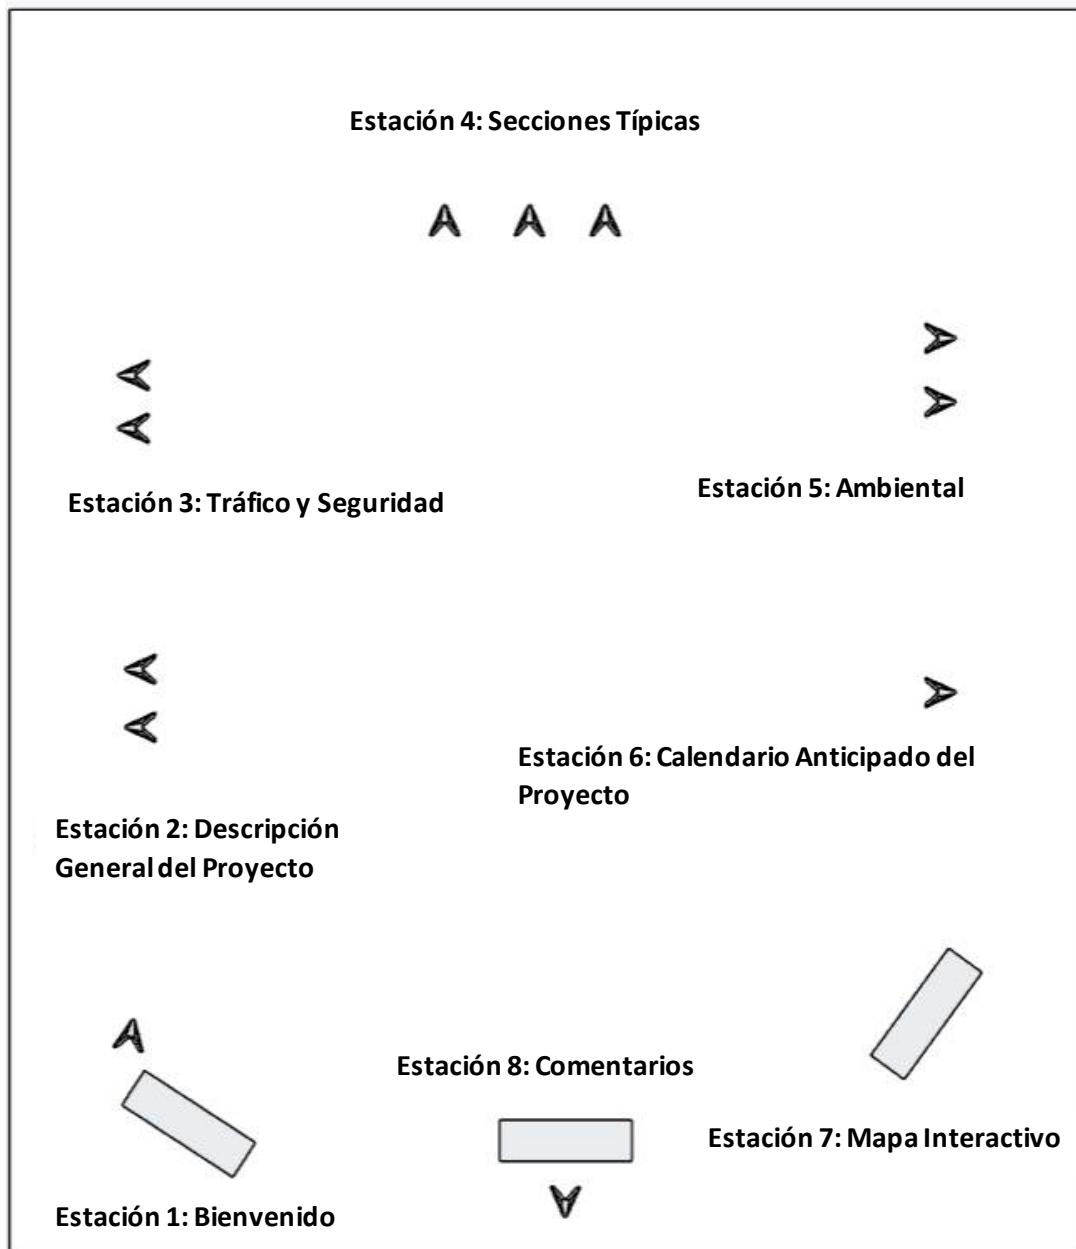 Estación 4: Secciones Típicas
Estación 3: Tráfico y Seguridad
Estación 5: Ambiental
Estación 6: Calendario Anticipado del
Proyecto
Estación 2: Descripción
General del Proyecto
Estación 8: Comentarios
Estación 7: Mapa Interactivo
Estación 1: Bienvenido